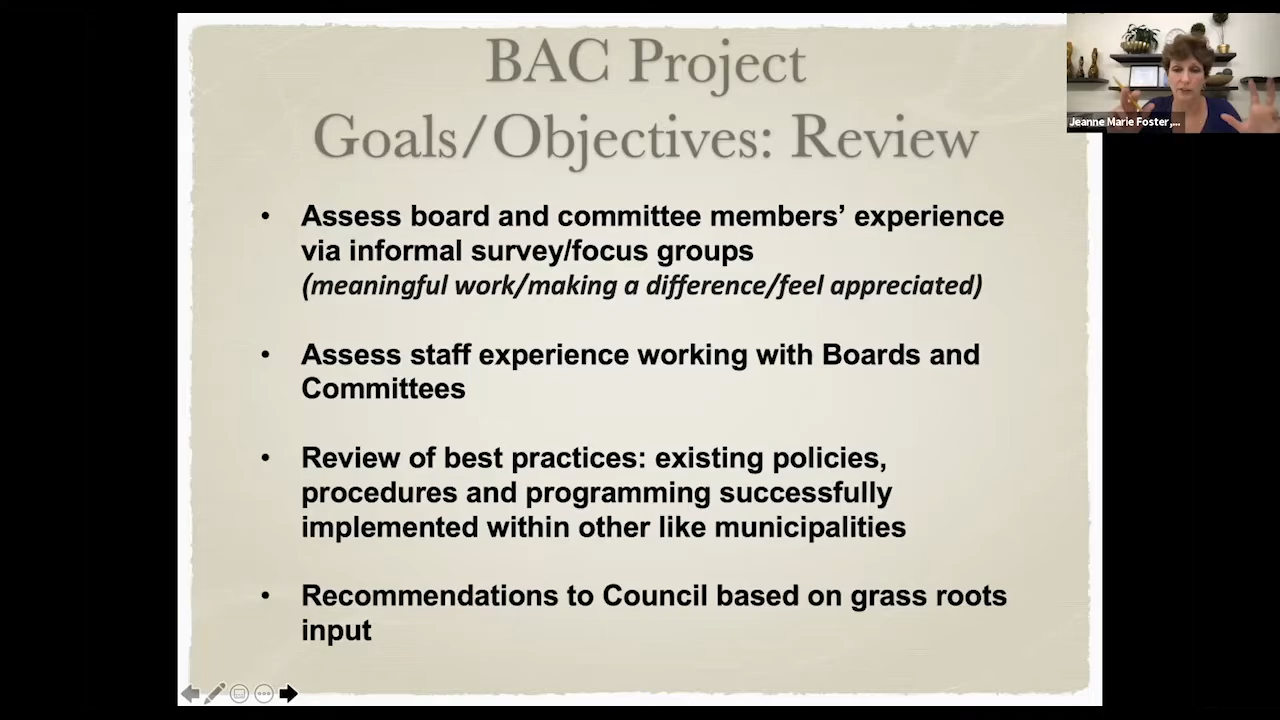 BAC Project
Goals/Objectives: Review
Jeanne Marie Foster,...
• Assess board and committee members’ experience
via informal survey/focus groups
(meaningful work/making a difference/feel appreciated)
• Assess staff experience working with Boards and
Committees
• Review of best practices: existing policies,
procedures and programming successfully
implemented within other like municipalities
• Recommendations to Council based on grass roots
input